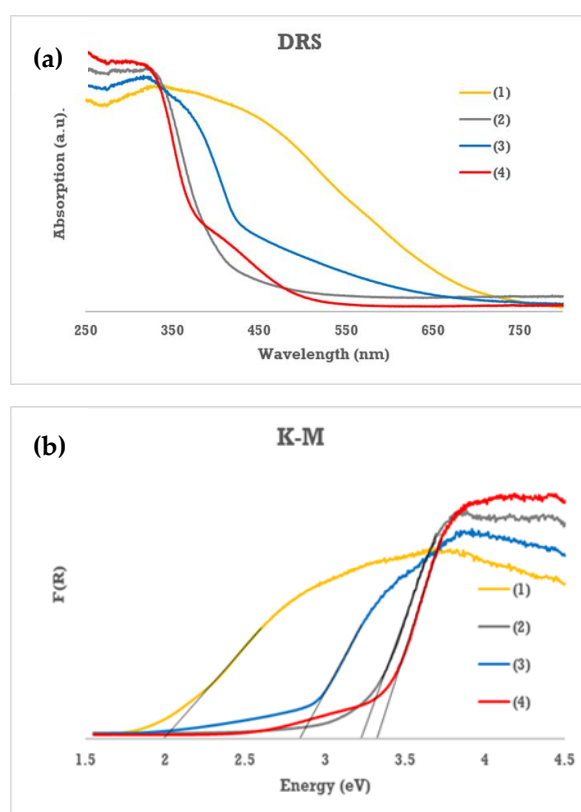 DRS
(a)
(1)
(2)
(3)
(4)
Absorption (a.u.)
250 350 450 550 650 750
Wavelength (nm)
K-M
(b)
F(R)
(1)
(2)
(3)
(4)
1.5 2 2.5 3 3.5 4 4.5
Energy (eV)